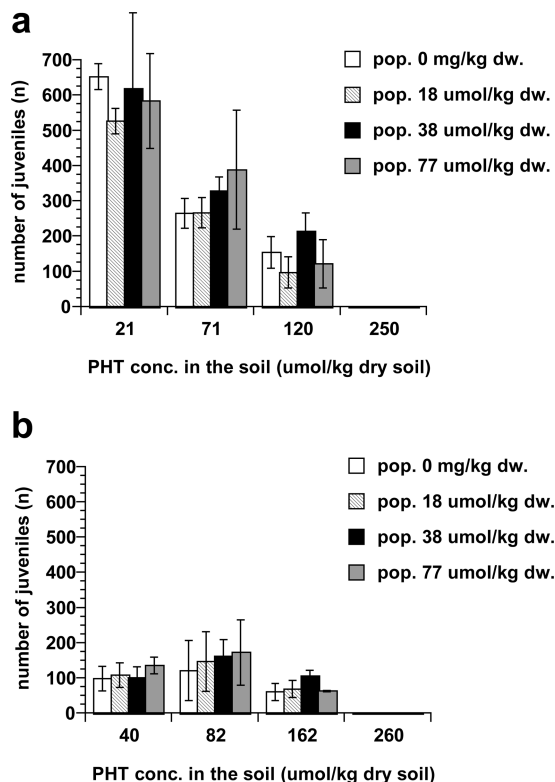 a
700
600
500
400
300
200
100
0
number of juveniles (n)
pop. 0 mg/kg dw.
pop. 18 umol/kg dw.
pop. 38 umol/kg dw.
pop. 77 umol/kg dw.
21 71 120 250
PHT conc. in the soil (umol/kg dry soil)
b
700
600
500
400
300
200
100
0
number of juveniles (n)
pop. 0 mg/kg dw.
pop. 18 umol/kg dw.
pop. 38 umol/kg dw.
pop. 77 umol/kg dw.
40 82 162 260
PHT conc. in the soil (umol/kg dry soil)